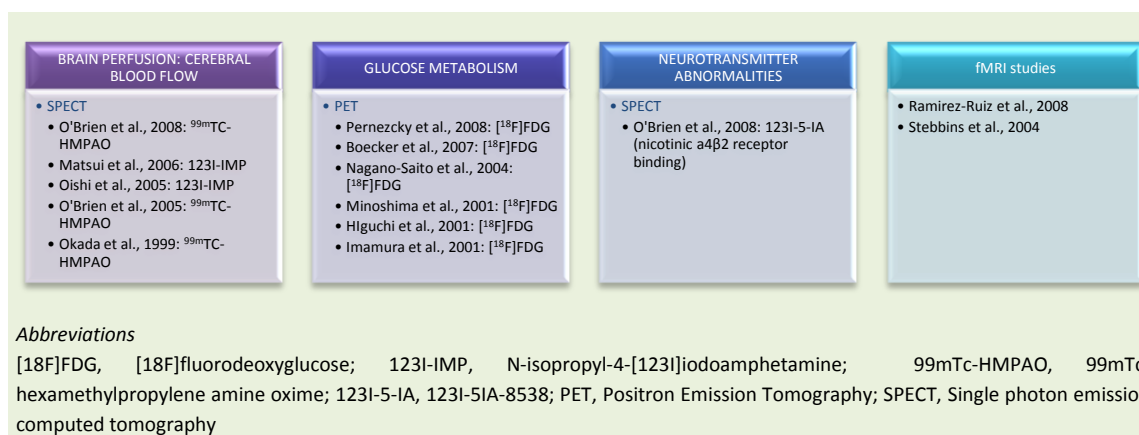 BRAIN PERFUSION: CEREBRAL
BLOOD FLOW
• SPECT
• O'Brien et al., 2008: ⁹⁹ᵐTC-
HMPAO
• Matsui et al., 2006: 123I-IMP
• Oishi et al., 2005: 123I-IMP
• O'Brien et al., 2005: ⁹⁹ᵐTC-
HMPAO
• Okada et al., 1999: ⁹⁹ᵐTC-
HMPAO
GLUCOSE METABOLISM
• PET
• Pernezcky et al., 2008: [¹⁸F]FDG
• Boecker et al., 2007: [¹⁸F]FDG
• Nagano-Saito et al., 2004:
[¹⁸F]FDG
• Minoshima et al., 2001: [¹⁸F]FDG
• HIguchi et al., 2001: [¹⁸F]FDG
• Imamura et al., 2001: [¹⁸F]FDG
NEUROTRANSMITTER
ABNORMALITIES
• SPECT
• O'Brien et al., 2008: 123I-5-IA
(nicotinic a4β2 receptor
binding)
fMRI studies
• Ramirez-Ruiz et al., 2008
• Stebbins et al., 2004
Abbreviations
[18F]FDG, [18F]fluorodeoxyglucose; 123I-IMP, N-isopropyl-4-[123I]iodoamphetamine; 99mTc-HMPAO, 99mTc
hexamethylpropylene amine oxime; 123I-5-IA, 123I-5IA-8538; PET, Positron Emission Tomography; SPECT, Single photon emission
computed tomography